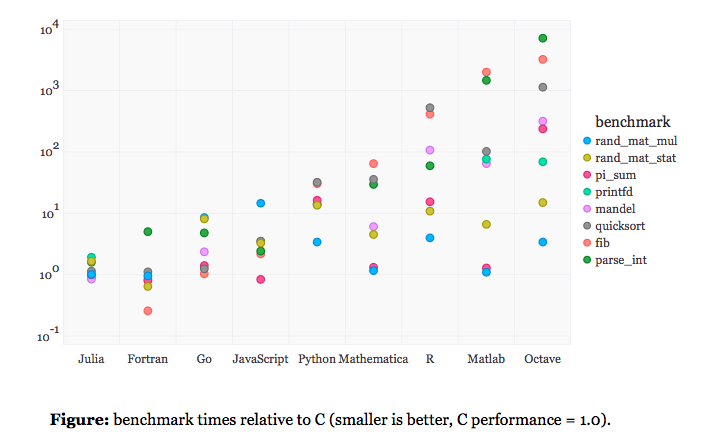 10^4
10^3
10^2
10^1
10^0
10^-1
Julia Fortran Go JavaScript Python Mathematica R Matlab Octave
benchmark
rand_mat_mul
rand_mat_stat
pi_sum
printfd
mandel
quicksort
fib
parse_int
Figure: benchmark times relative to C (smaller is better, C performance = 1.0).